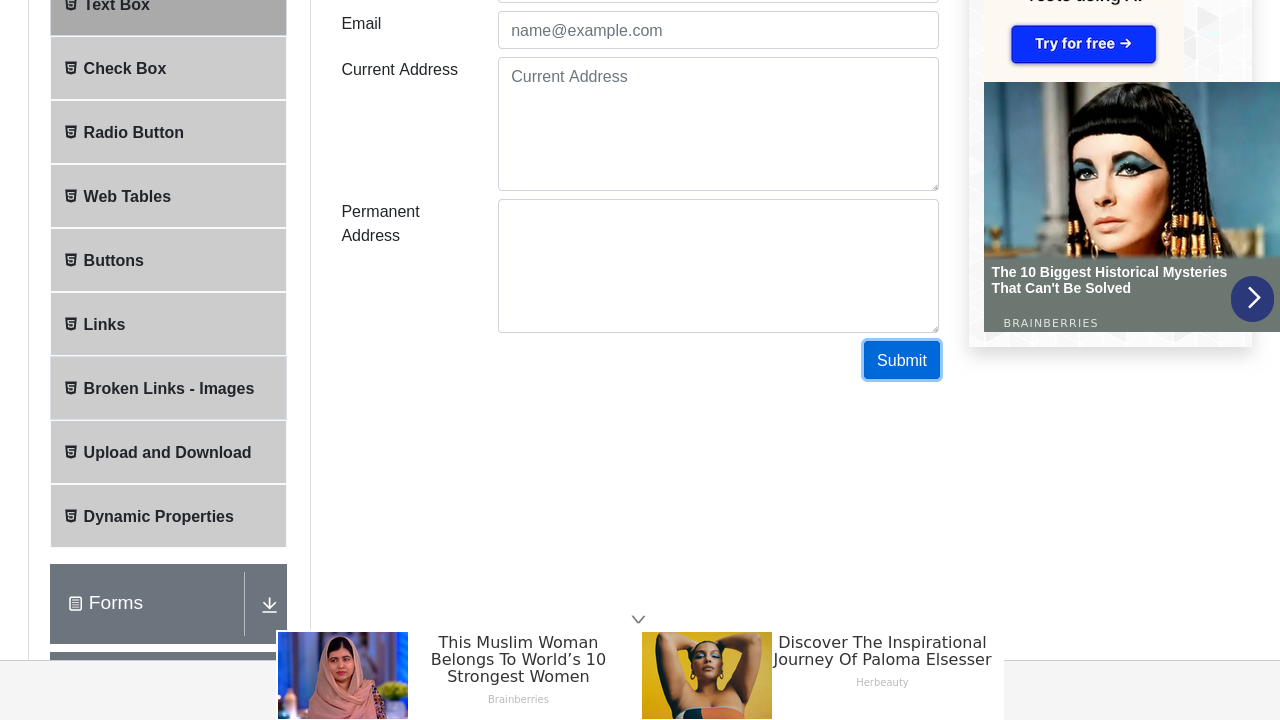 Text Box
Check Box
Radio Button
Web Tables
Buttons
Links
Broken Links - Images
Upload and Download
Dynamic Properties
Forms
Email
name@example.com
Current Address
Current Address
Permanent
Address
Submit
Try for free →
The 10 Biggest Historical Mysteries
That Can't Be Solved
BRAINBERRIES
This Muslim Woman
Belongs To World’s 10
Strongest Women
Brainberries
Discover The Inspirational
Journey Of Paloma Elsesser
Herbeauty